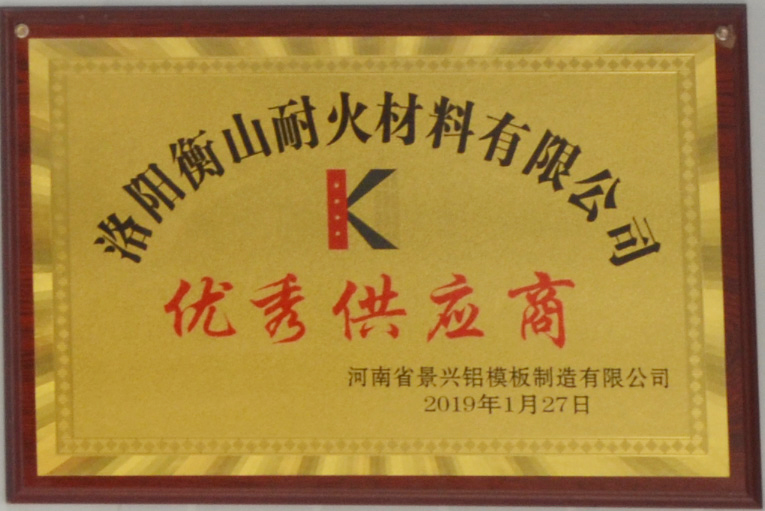 洛阳衡山耐火材料有限公司
K
优秀供应商
河南省景兴铝模板制造有限公司
2019年1月27日